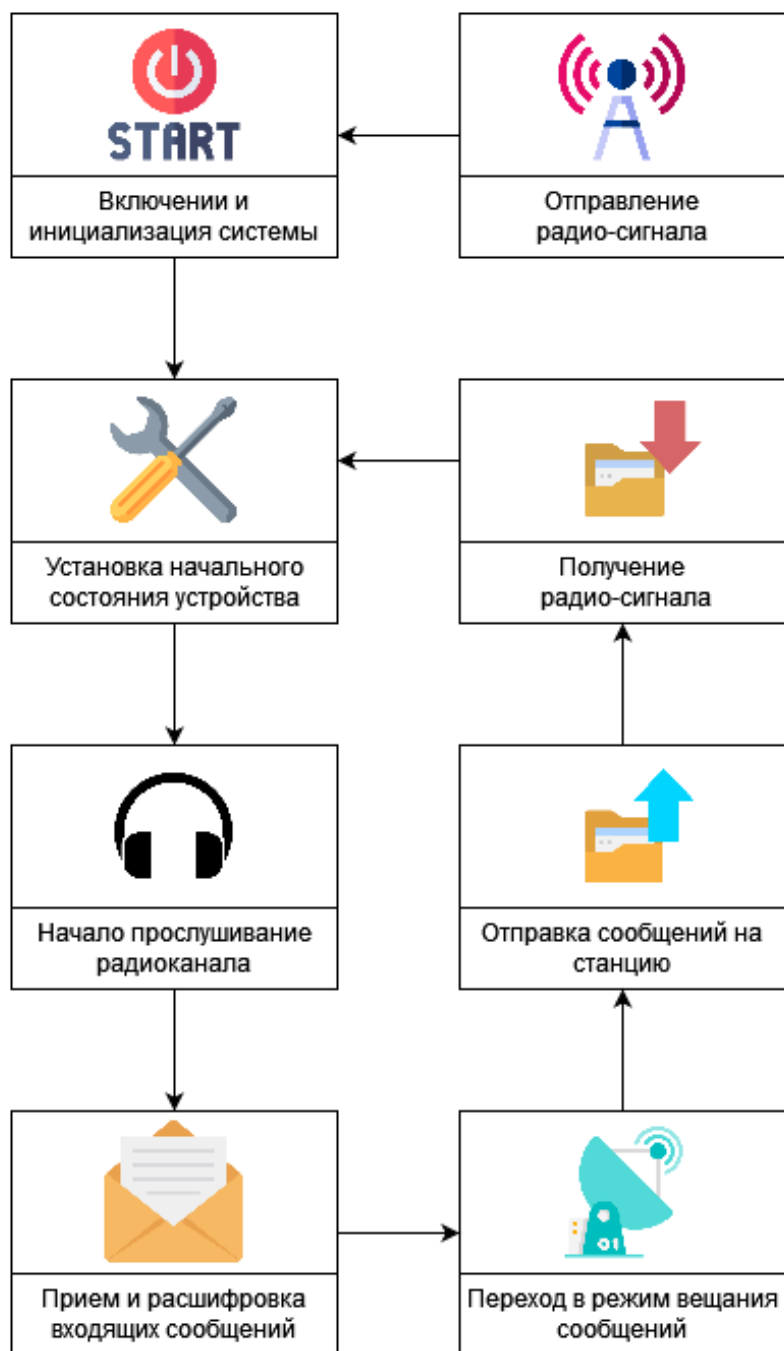 START
Включении и
инициализация системы
Отправление
радио-сигнала
Установка начального
состояния устройства
Получение
радио-сигнала
Начало прослушивание
радиоканала
Отправка сообщений на
станцию
Прием и расшифровка
входящих сообщений
01
Переход в режим вещания
сообщений